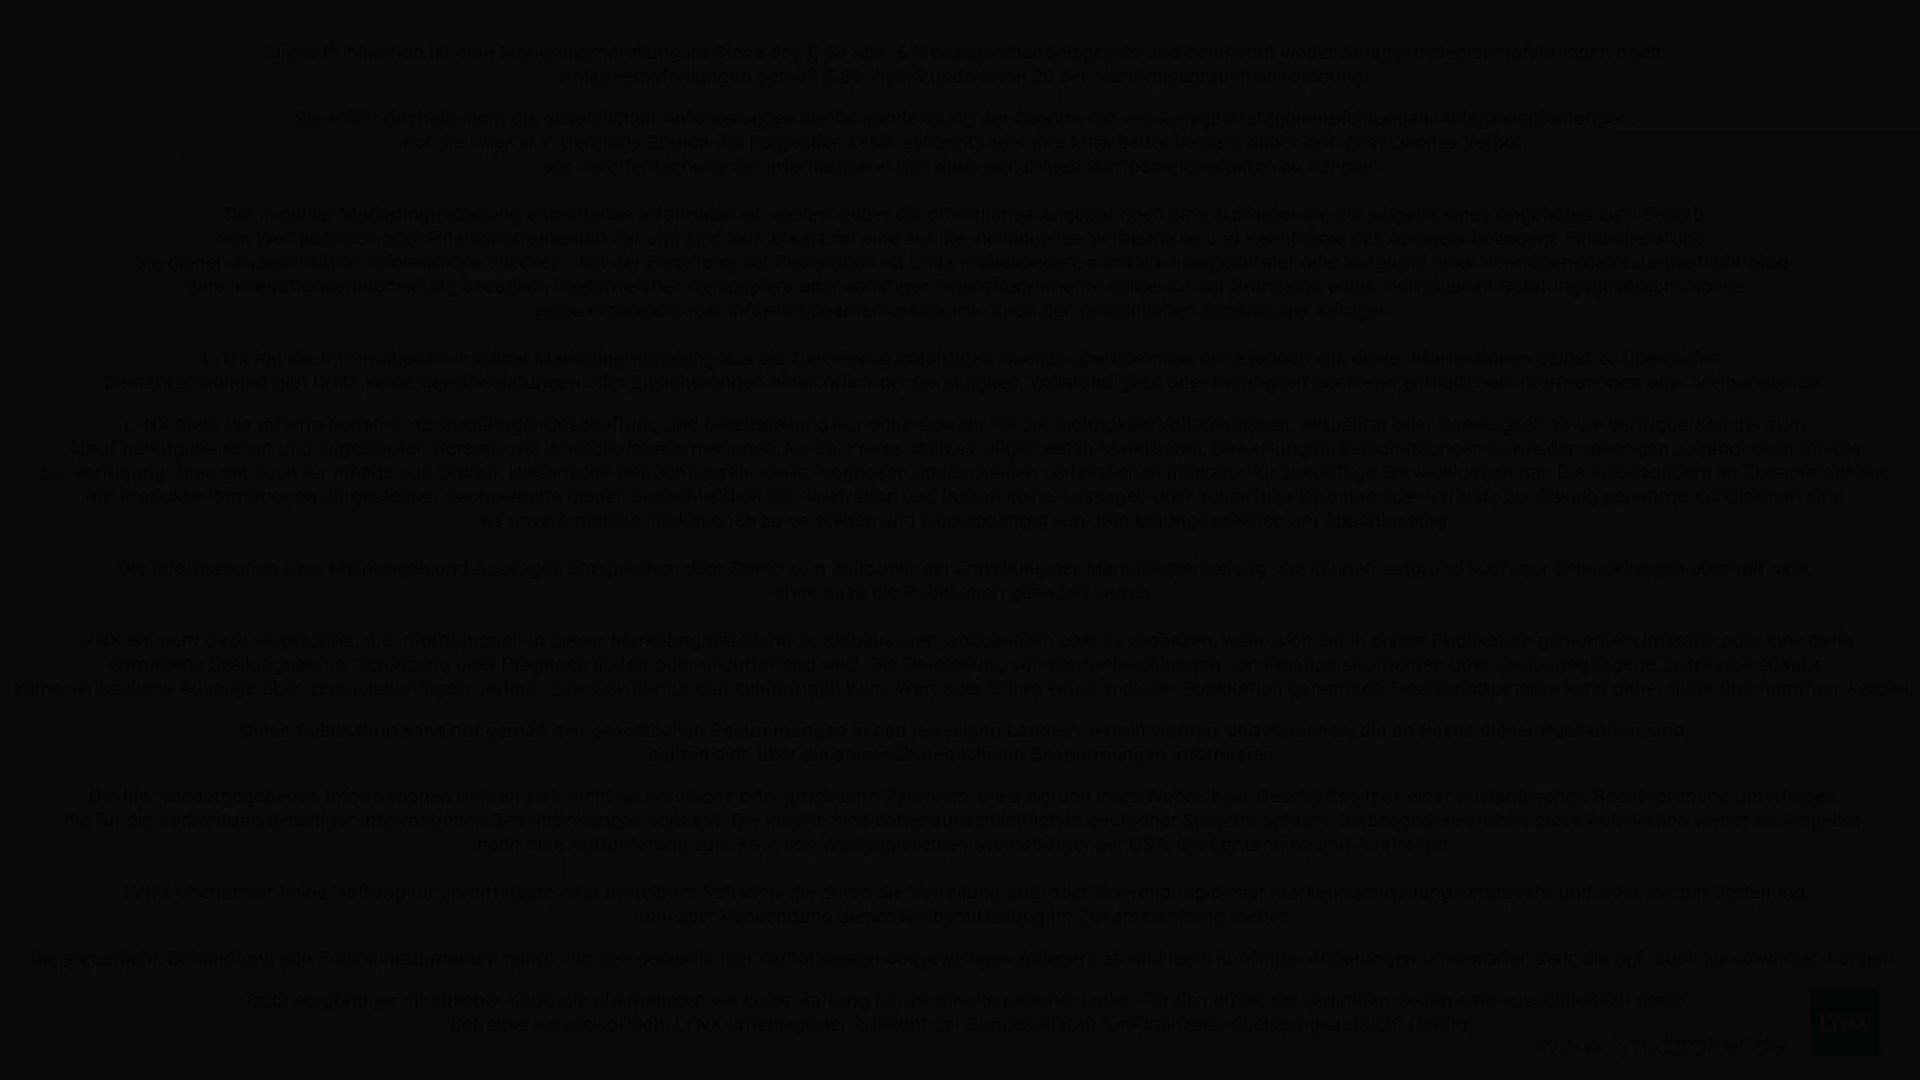 Diese Publikation ist eine Marketingmitteilung im Sinne des § 63 Abs. 6 Wertpapierhandelsgesetz und beinhaltet weder Anlagestrategieempfehlungen noch
Anlageempfehlungen gemäß § 85 WpHG und Artikel 20 der Marktmissbrauchsverordnung.
Sie erfüllt deshalb nicht die gesetzlichen Anforderungen zur Gewährleistung der Objektivität von Anlagestrategieempfehlungen/Anlageempfehlungen.
Für die LYNX B.V. Germany Branch (im Folgenden LYNX genannt) oder ihre Mitarbeiter besteht daher kein gesetzliches Verbot,
vor Veröffentlichung der Information in den darin genannten Wertpapierprodukten zu handeln.
Die in dieser Marketingmitteilung enthaltenen Informationen stellen weder ein öffentliches Angebot noch eine Aufforderung zur Abgabe eines Angebotes zum Erwerb
von Wertpapieren oder Finanzinstrumenten dar und sind kein Ersatz für eine auf die individuellen Verhältnisse und Kenntnisse des Anlegers bezogene Finanzberatung.
Sie dienen ausschließlich Informationszwecken. Mit der Erstellung der Publikation ist LYNX insbesondere nicht als Anlageberater oder aufgrund einer Vermögensbetreuungspflicht tätig.
Eine Investitionsentscheidung bezüglich irgendwelcher Wertpapiere oder sonstiger Finanzinstrumente sollte auf der Grundlage eines individuellen Beratungsgesprächs sowie
eines Prospekts oder Informationsmemorandums durch den persönlichen Bankberater erfolgen.
LYNX hat die Informationen in dieser Marketingmitteilung aus als zuverlässig erachteten Quellen übernommen, ohne jedoch alle diese Informationen selbst zu überprüfen.
Dementsprechend gibt LYNX keine Gewährleistungen oder Zusicherungen hinsichtlich der Genauigkeit, Vollständigkeit oder Richtigkeit der hierin enthaltenen Informationen oder Meinungen ab.
LYNX stellt die Informationen trotz sorgfältiger Beschaffung und Bereitstellung nur ohne Gewähr für die Richtigkeit/Vollständigkeit, Aktualität oder Genauigkeit sowie Verfügbarkeit der zum
Abruf bereitgehaltenen und angezeigten Börsen- und Wirtschaftsinformationen, Kurse, Preise, Indizes, allgemeinen Marktdaten, Bewertungen, Einschätzungen sowie der sonstigen zugänglichen Inhalte
zur Verfügung. Dies gilt auch für Inhalte von Dritten. Historische Betrachtungen sowie Prognosen stellen keinen verlässlichen Indikator für zukünftige Entwicklungen dar. Die insbesondere im Zusammenhang
mit Produktinformationen dargestellten Sachverhalte dienen ausschließlich der Illustration und lassen keine Aussagen über zukünftige Gewinne oder Verluste zu. Etwaig genannte Konditionen sind
als unverbindliche Indikationen zu verstehen und sind abhängig von dem Marktgeschehen am Abschlusstag.
Die Informationen bzw. Meinungen und Aussagen entsprechen dem Stand zum Zeitpunkt der Erstellung der Marketingmitteilung. Sie können aufgrund künftiger Entwicklungen überholt sein,
ohne dass die Publikation geändert wurde.
LYNX ist nicht dazu verpflichtet, die Informationen in dieser Marketingmitteilung zu aktualisieren, abzuändern oder zu ergänzen, wenn sich ein in dieser Publikation genannter Umstand oder eine darin
enthaltene Stellungnahme, Schätzung oder Prognose ändert oder unzutreffend wird. Die Darstellung von Wertentwicklungen von Finanzinstrumenten über vorausgegangene Zeiträume erlaubt
keine verlässliche Aussage über deren zukünftigen Verlauf. Eine Gewähr für den zukünftigen Kurs, Wert oder Ertrag eines in dieser Publikation genannten Finanzinstrumente kann daher nicht übernommen werden.
Diese Publikation kann nur gemäß den gesetzlichen Bestimmungen in den jeweiligen Ländern verteilt werden, und Personen, die im Besitz dieser Publikation sind,
sollten sich über die anwendbaren lokalen Bestimmungen informieren.
Die hier wiedergegebenen Informationen richten sich nicht an natürliche oder juristische Personen, die aufgrund ihres Wohn-, bzw. Geschäftssitzes einer ausländischen Rechtsordnung unterliegen,
die für die Verbreitung derartiger Informationen Beschränkungen vorsieht. Die Inhalte sind daher ausschließlich in deutscher Sprache gefasst. Insbesondere enthält diese Publikation weder ein Angebot,
noch eine Aufforderung zum Kauf von Wertpapieren an Staatsbürger der USA, Großbritannien und Australien.
LYNX übernimmt keine Haftung für unmittelbare oder mittelbare Schäden, die durch die Verteilung und/oder Verwendung dieser Marketingmitteilung verursacht und/oder mit der Verteilung
und/oder Verwendung dieser Werbemitteilung im Zusammenhang stehen.
Die steuerliche Behandlung von Finanzinstrumenten hängt von den persönlichen Verhältnissen des jeweiligen Anlegers ab und kann künftigen Änderungen unterworfen sein, die ggf. auch zurückwirken können.
Trotz sorgfältiger inhaltlicher Kontrolle übernehmen wir keine Haftung für die Inhalte externer Links. Für den Inhalt der verlinkten Seiten sind ausschließlich deren
Betreiber verantwortlich. LYNX unterliegt der Aufsicht der Bundesanstalt für Finanzdienstleistungsaufsicht (BaFin).
www.lynxbroker.de
LYNX